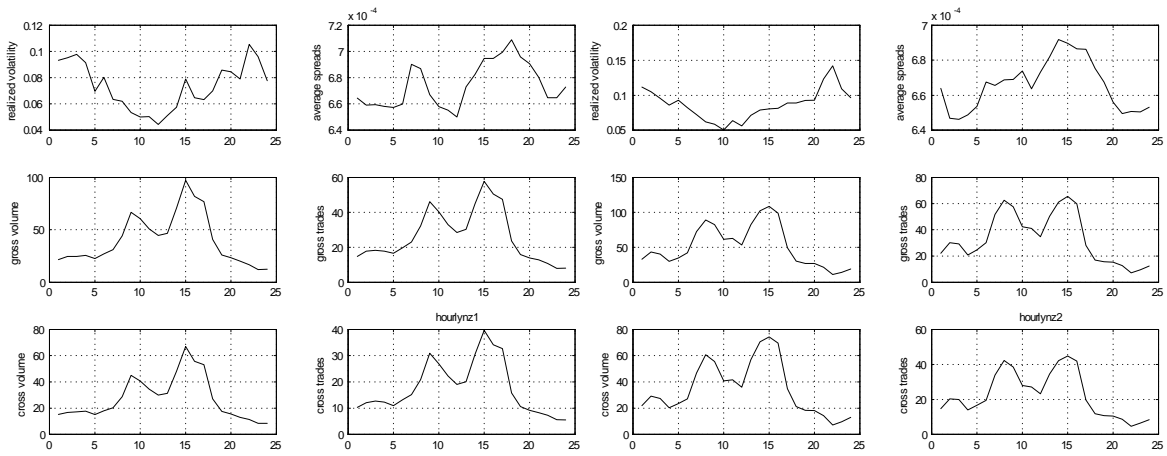 realized volatility
0.12
0.1
0.08
0.06
0.04
0 5 10 15 20 25
average spreads
x 10^-4
7.2
7
6.8
6.6
6.4
0 5 10 15 20 25
realized volatility
0.2
0.15
0.1
0.05
0 5 10 15 20 25
average spreads
x 10^-4
7
6.8
6.6
6.4
0 5 10 15 20 25
gross volume
100
50
0
0 5 10 15 20 25
gross trades
60
40
20
0
0 5 10 15 20 25
gross volume
150
100
50
0
0 5 10 15 20 25
gross trades
80
60
40
20
0
0 5 10 15 20 25
cross volume
80
60
40
20
0
0 5 10 15 20 25
hourlynz1
cross trades
40
30
20
10
0
0 5 10 15 20 25
cross volume
80
60
40
20
0
0 5 10 15 20 25
hourlynz2
cross trades
60
40
20
0
0 5 10 15 20 25